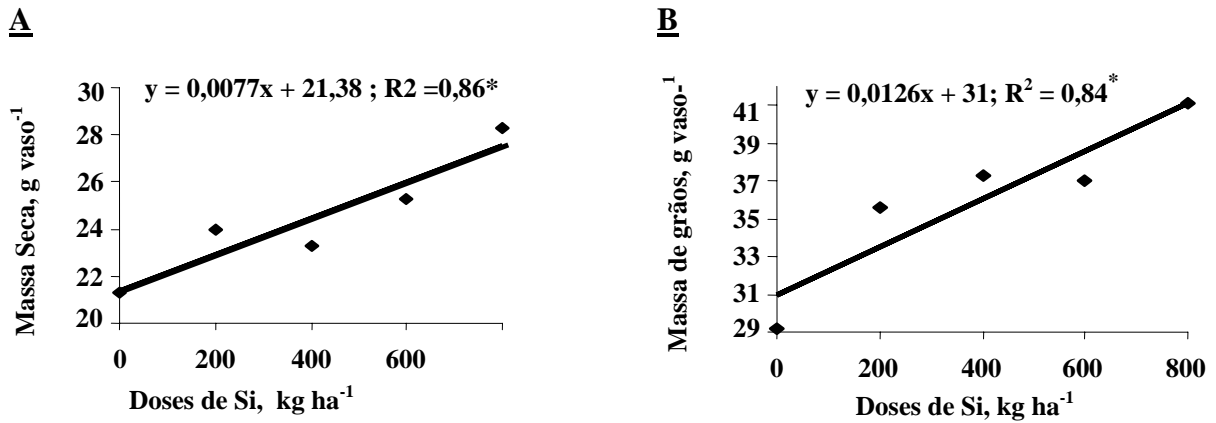 A
y = 0,0077x + 21,38 ; R2 =0,86*
Massa Seca, g vaso-1
30
28
26
24
22
20
0 200 400 600
Doses de Si, kg ha-1
B
y = 0,0126x + 31; R2 = 0,84*
Massa de grãos, g vaso-1
41
39
37
35
31
29
0 200 400 600 800
Doses de Si, kg ha-1